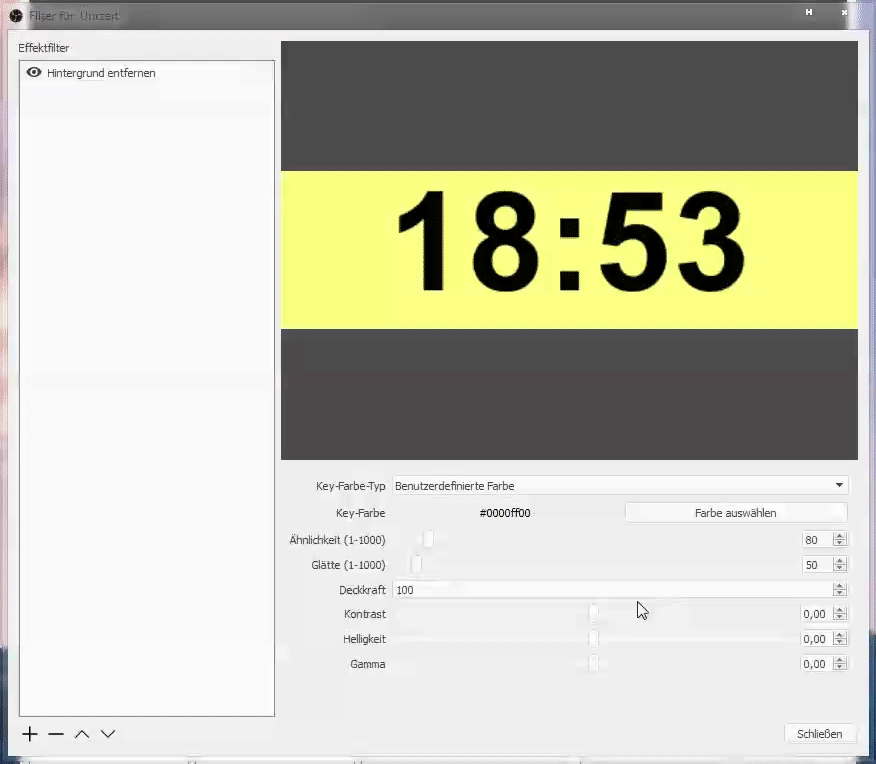 Filter für 'Uhrzeit'
Effektfilter
Hintergrund entfernen
18:53
Key-Farbe-Typ Benutzerdefinierte Farbe
Key-Farbe #0000ff00 Farbe auswählen
Ähnlichkeit (1-1000) 80
Glätte (1-1000) 50
Deckkraft 100
Kontrast 0,00
Helligkeit 0,00
Gamma 0,00
Schließen